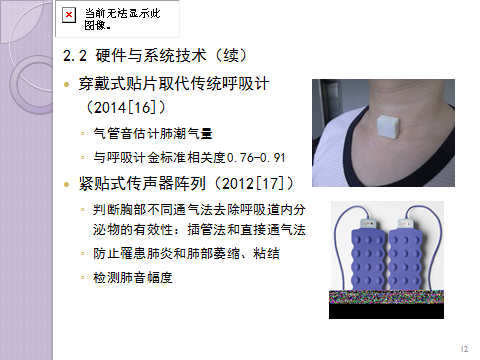 当前无法显示此
图像。
2.2 硬件与系统技术（续）
穿戴式贴片取代传统呼吸计
（2014[16]）
气管音估计肺潮气量
与呼吸计金标准相关度0.76-0.91
紧贴式传声器阵列（2012[17]）
判断胸部不同通气法去除呼吸道内分
泌物的有效性：插管法和直接通气法
防止罹患肺炎和肺部萎缩、粘结
检测肺音幅度
12